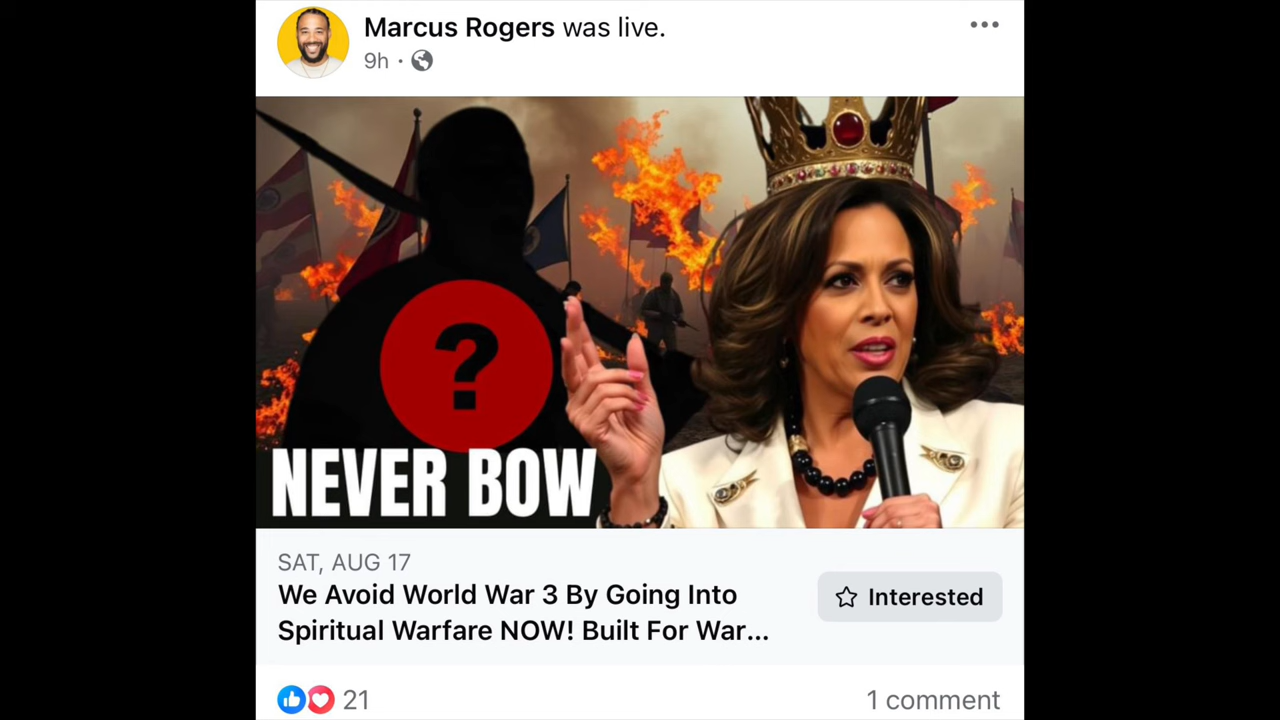 Marcus Rogers was live.
9h ·
?
NEVER BOW
SAT, AUG 17
We Avoid World War 3 By Going Into
Spiritual Warfare NOW! Built For War...
Interested
21
1 comment